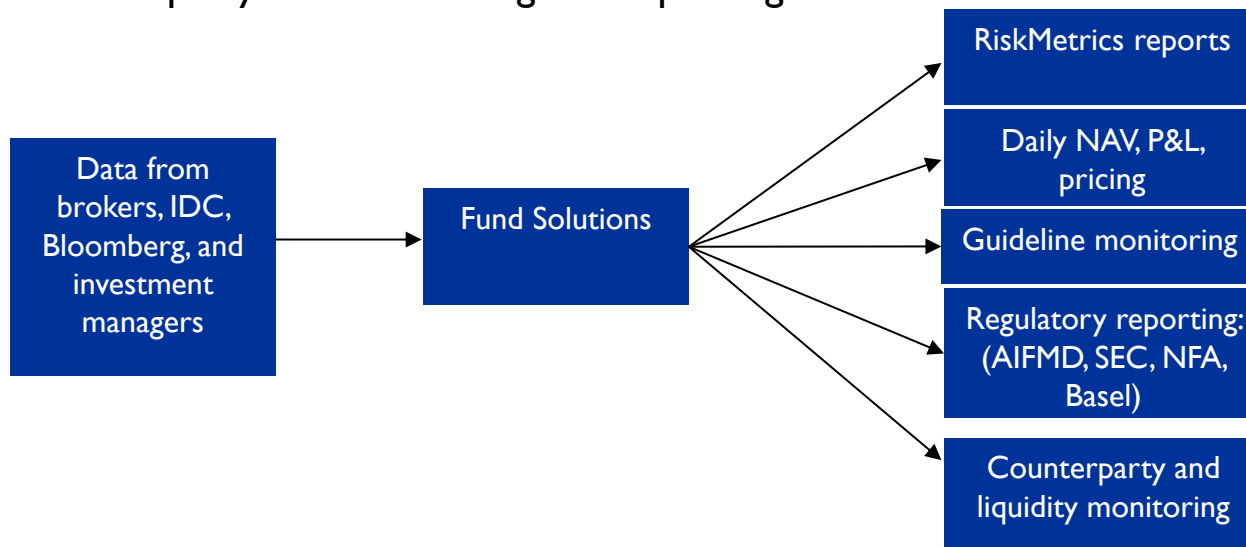 RiskMetrics reports
Data from
brokers, IDC,
Bloomberg, and
investment
managers
Fund Solutions
Daily NAV, P&L,
pricing
Guideline monitoring
Regulatory reporting:
(AIFMD, SEC, NFA,
Basel)
Counterparty and
liquidity monitoring